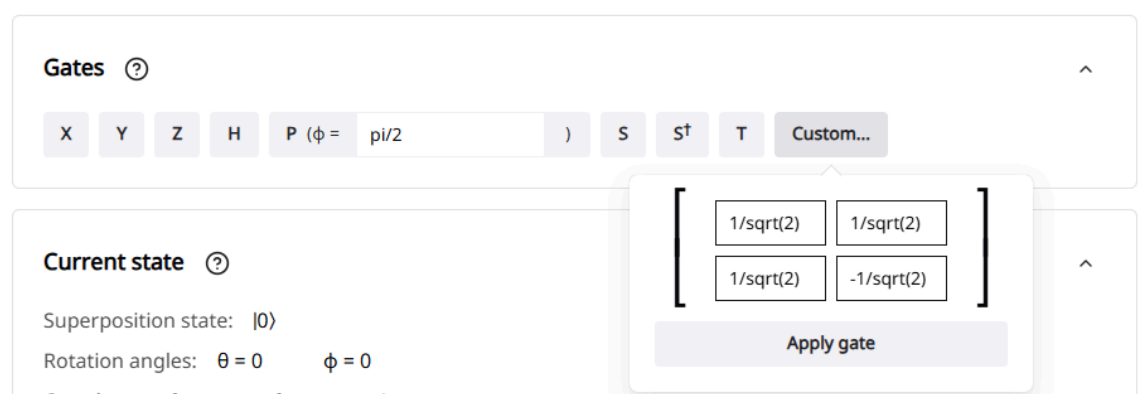 Gates ?
X Y Z H P (ϕ = pi/2 ) S S† T Custom...
1/sqrt(2) 1/sqrt(2)
1/sqrt(2) -1/sqrt(2)
Apply gate
Current state ?
Superposition state: |0⟩
Rotation angles: θ = 0 ϕ = 0